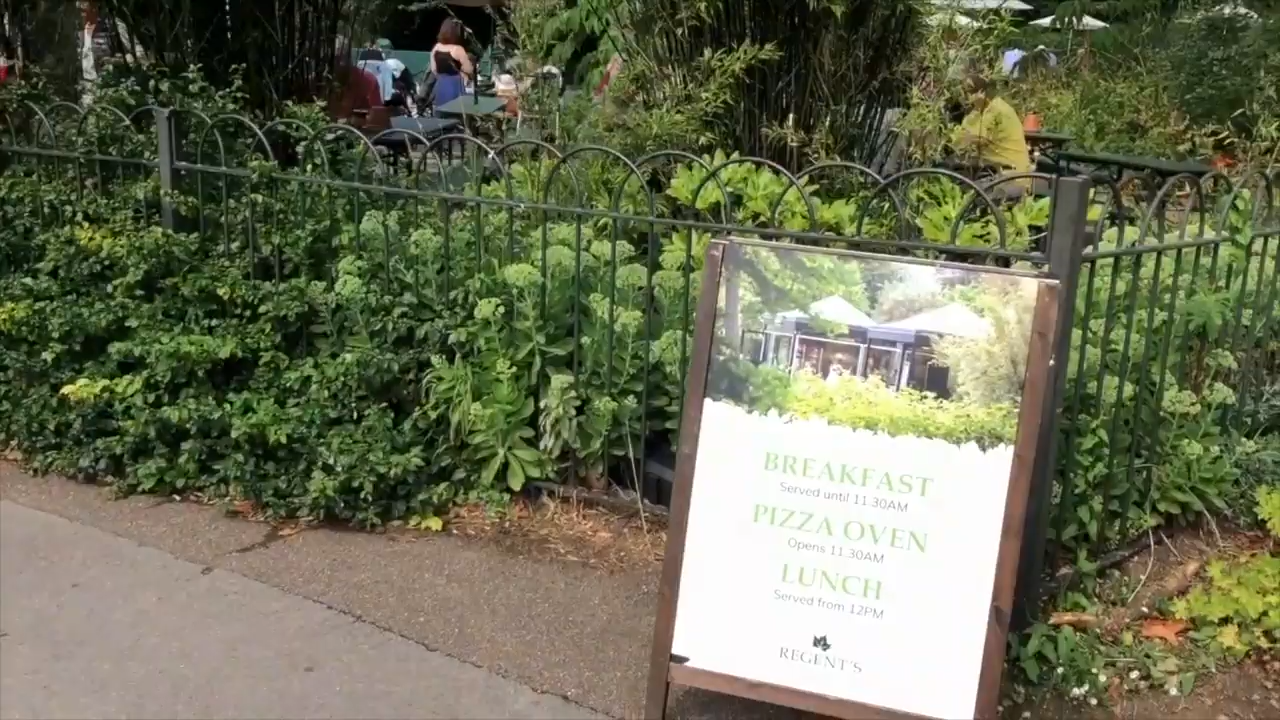 BREAKFAST
Served until 11.30AM
PIZZA OVEN
Opens 11.30AM
LUNCH
Served from 12PM
REGENT'S